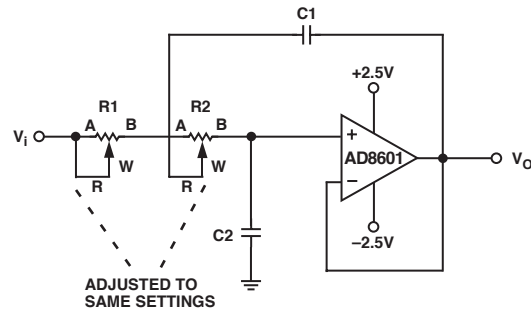 C1
+2.5V
R1
R2
A
B
A
B
Vi
W
W
R
R
+
AD8601
−
VO
C2
−2.5V
ADJUSTED TO
SAME SETTINGS